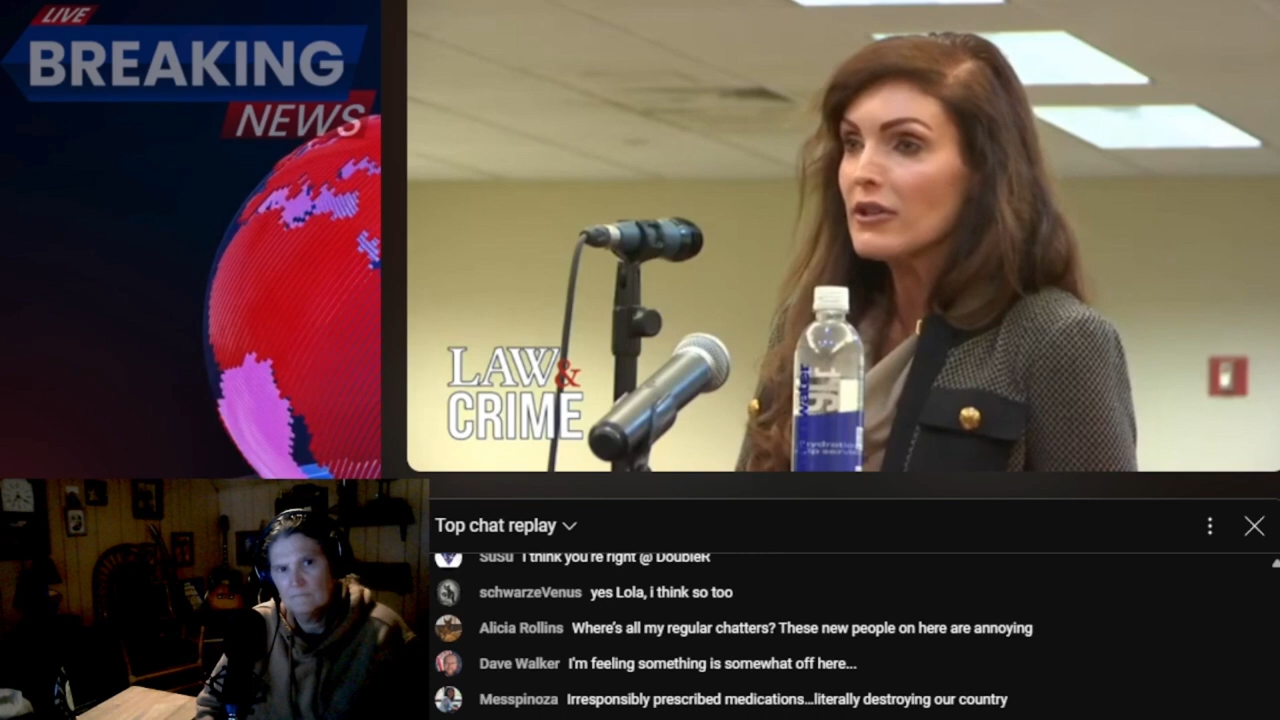 LIVE
BREAKING
NEWS
LAW&
CRIME
water
Top chat replay
SuSu I think you're right @ DoubleR
schwarzeVenus yes Lola, i think so too
Alicia Rollins Where's all my regular chatters? These new people on here are annoying
Dave Walker I'm feeling something is somewhat off here...
Messpinoza Irresponsibly prescribed medications...literally destroying our country